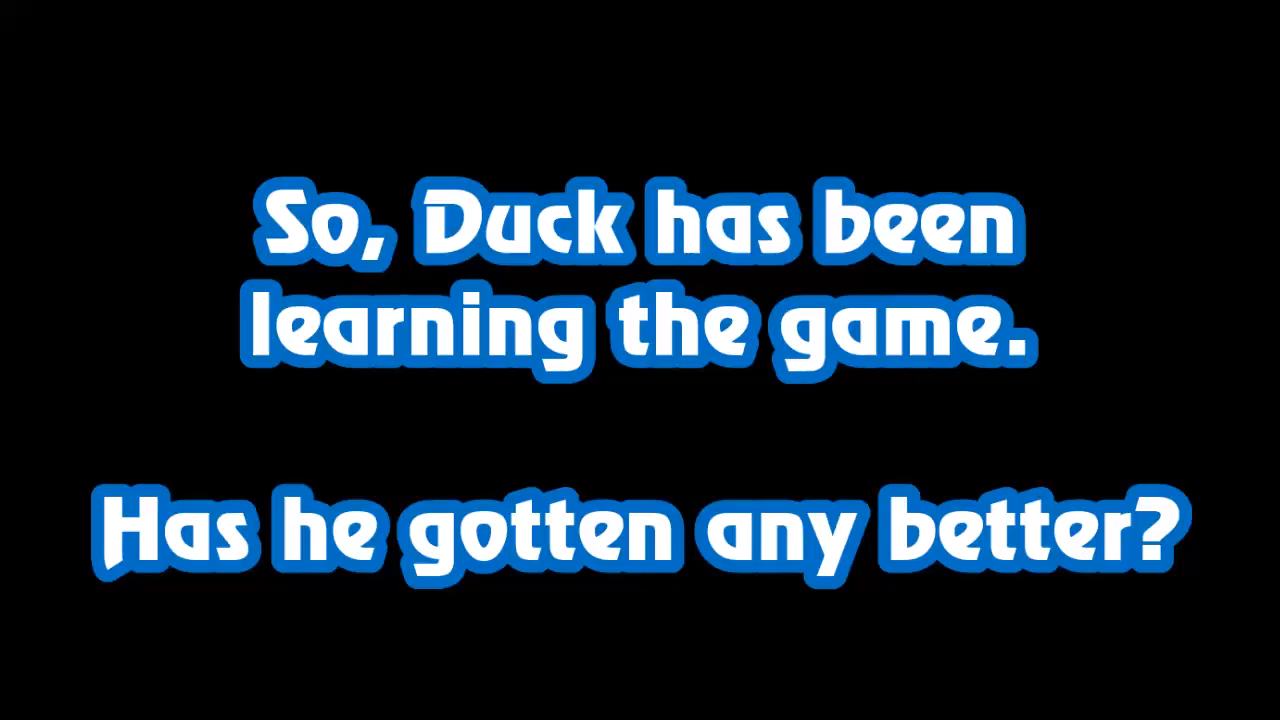 So, Duck has been
learning the game.
Has he gotten any better?